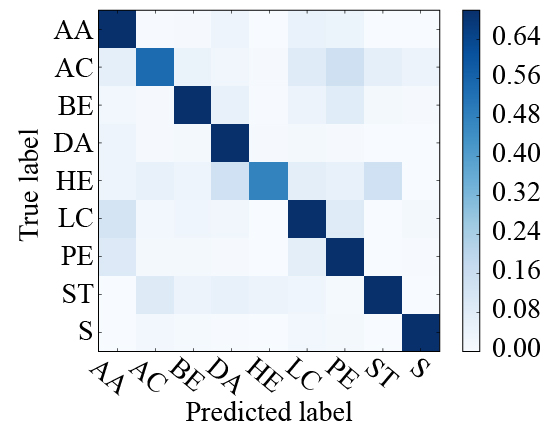 AA
AC
BE
DA
HE
LC
PE
ST
S
True label
AA AC BE DA HE LC PE ST S
Predicted label
0.64
0.56
0.48
0.40
0.32
0.24
0.16
0.08
0.00